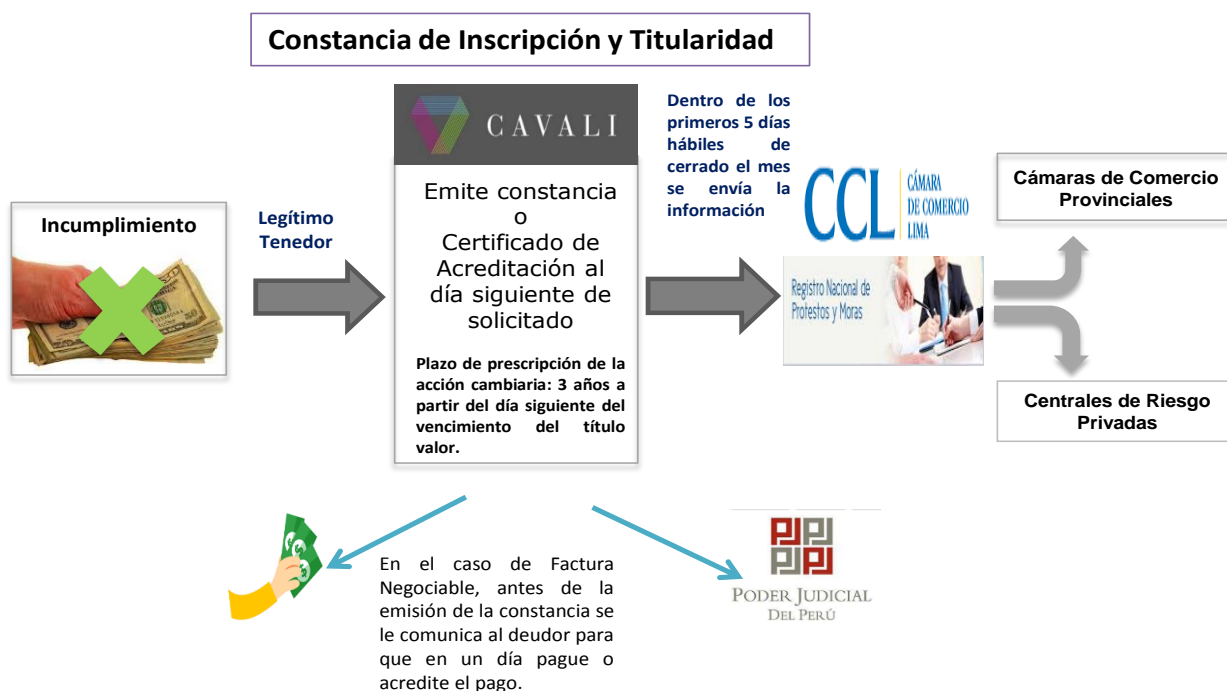 Constancia de Inscripción y Titularidad
Incumplimiento
Legítimo
Tenedor
CAVALI
Emite constancia
o
Certificado de
Acreditación al
día siguiente de
solicitado
Plazo de prescripción de la
acción cambiaria: 3 años a
partir del día siguiente del
vencimiento del título
valor.
Dentro de los
primeros 5 días
hábiles de
cerrado el mes
se envía la
información
CCL
CÁMARA
DE COMERCIO
LIMA
Registro Nacional de
Protestos y Moras
Cámaras de Comercio
Provinciales
Centrales de Riesgo
Privadas
En el caso de Factura
Negociable, antes de la
emisión de la constancia se
le comunica al deudor para
que en un día pague o
acredite el pago.
PJPJ
PJPJ
PODER JUDICIAL
DEL PERÚ